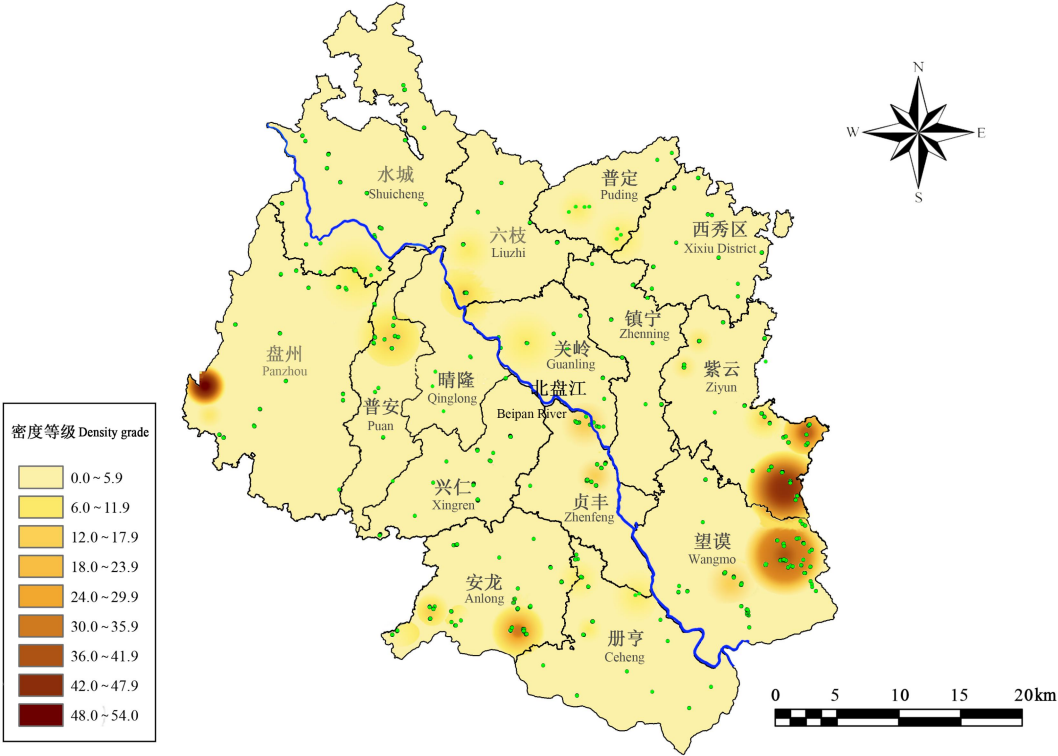 N
W
E
S
水城
Shuicheng
普定
Puding
六枝
Liuzhi
西秀区
Xixiu District
镇宁
Zhenning
盘州
Panzhou
关岭
Guanling
紫云
Ziyun
晴隆
Qinglong
北盘江
Beipan River
普安
Puan
兴仁
Xingren
贞丰
Zhenfeng
望谟
Wangmo
安龙
Anlong
册亨
Ceheng
密度等级 Density grade
0.0~5.9
6.0~11.9
12.0~17.9
18.0~23.9
24.0~29.9
30.0~35.9
36.0~41.9
42.0~47.9
48.0~54.0
0 5 10 15 20km